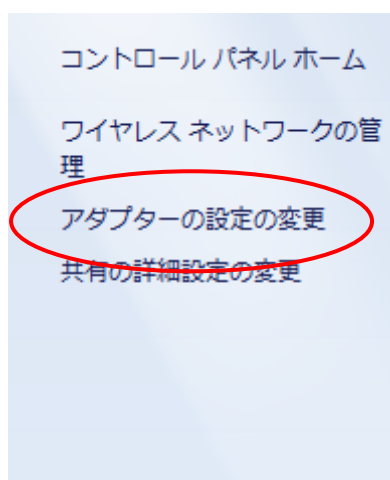 コントロール パネル ホーム
ワイヤレス ネットワークの管
理
アダプターの設定の変更
共有の詳細設定の変更